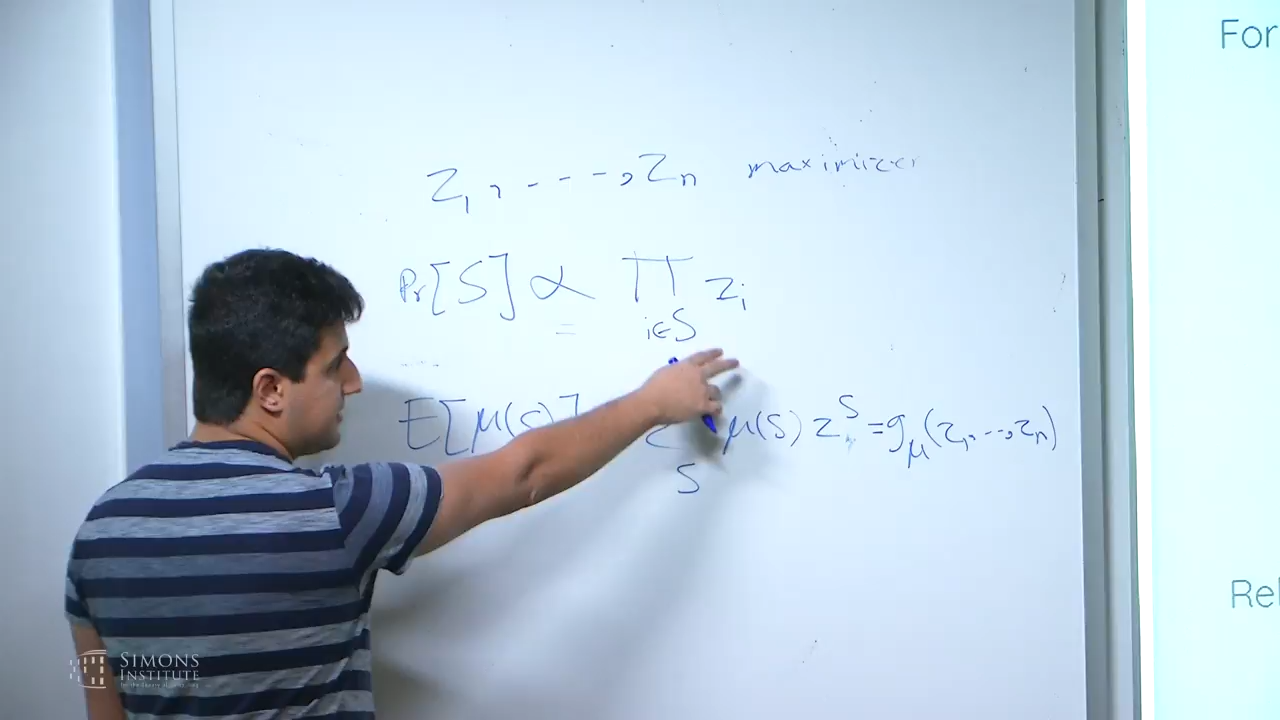 z₁, - - - -, zₙ maximizer
Pr[S] ∝ ∏ zᵢ
i∈S
E[μ(S)] μ(S) z^S = g_μ(z₁, - - -, zₙ)
S
For
Rel
SIMONS
INSTITUTE